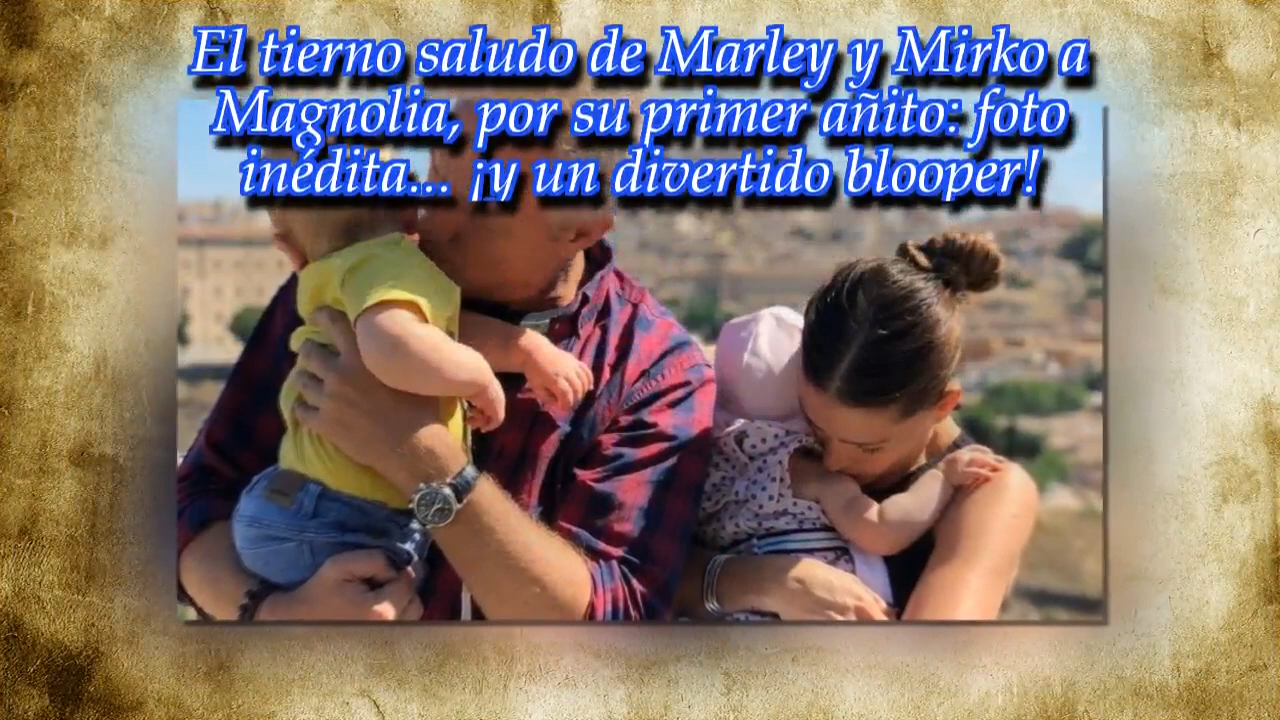 El tierno saludo de Marley y Mirko a
Magnolia, por su primer añito: foto
inédita... ¡y un divertido blooper!